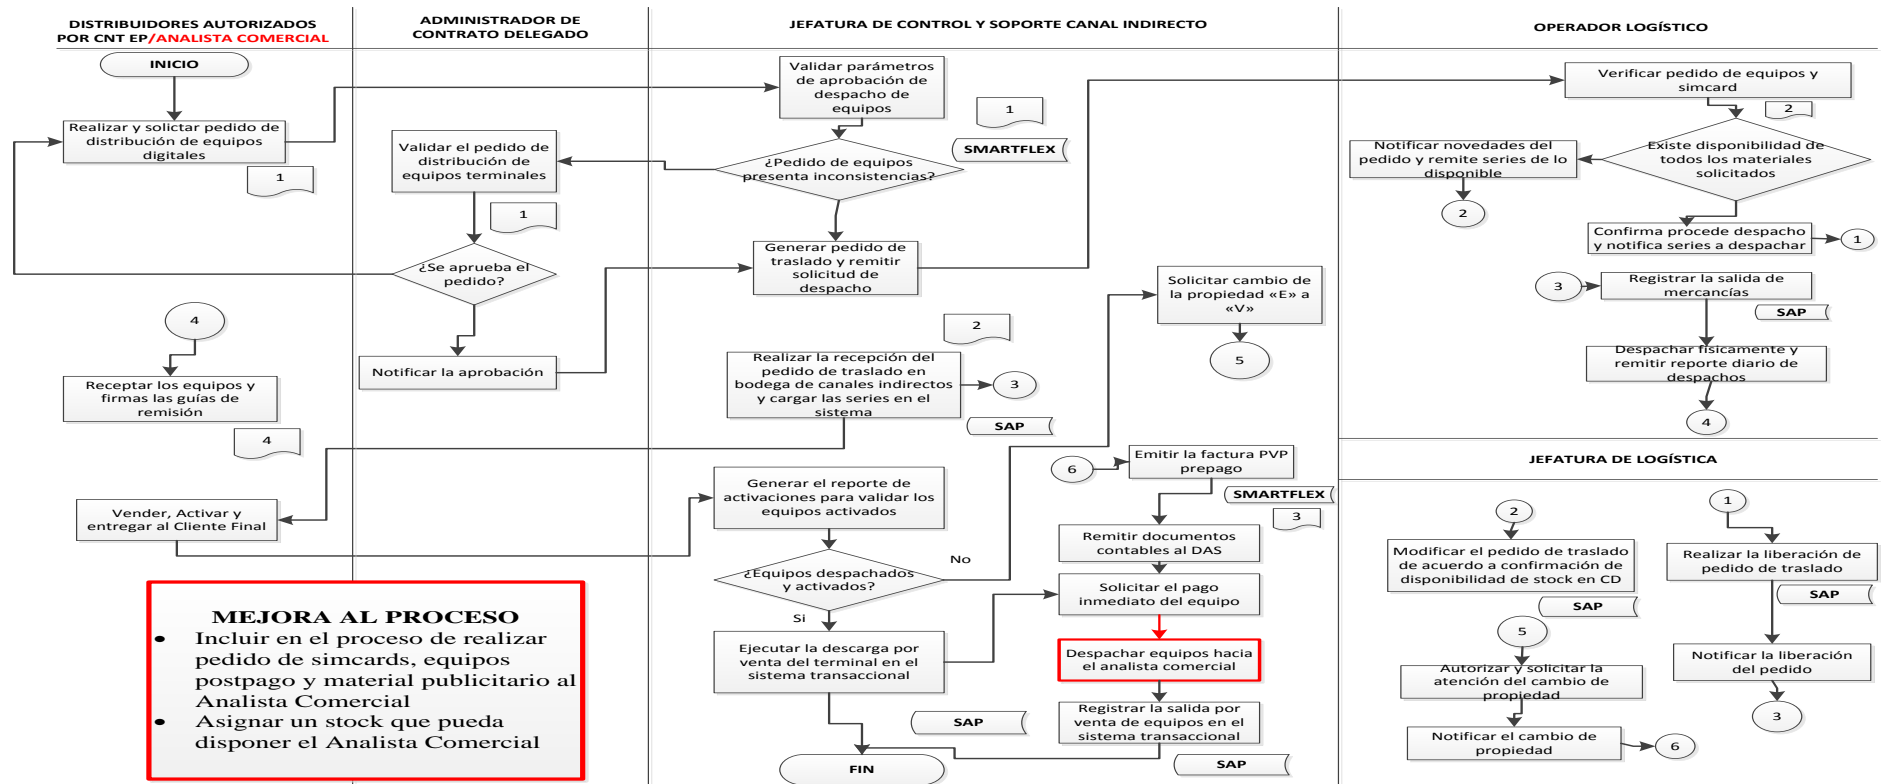 DISTRIBUIDORES AUTORIZADOS
POR CNT EP/ANALISTA COMERCIAL
INICIO
Realizar y solictar pedido de
distribución de equipos
digitales
1
4
Receptar los equipos y
firmas las guías de
remisión
4
Vender, Activar y
entregar al Cliente Final
MEJORA AL PROCESO
• Incluir en el proceso de realizar
pedido de simcards, equipos
postpago y material publicitario al
Analista Comercial
• Asignar un stock que pueda
disponer el Analista Comercial
ADMINISTRADOR DE
CONTRATO DELEGADO
Validar el pedido de
distribución de
equipos terminales
1
¿Se aprueba el
pedido?
Notificar la aprobación
JEFATURA DE CONTROL Y SOPORTE CANAL INDIRECTO
Validar parámetros
de aprobación de
despacho de
equipos
1
SMARTFLEX
¿Pedido de equipos
presenta inconsistencias?
Generar pedido de
traslado y remitir
solicitud de
despacho
Solicitar cambio de
la propiedad «E» a
«V»
5
2
Realizar la recepción del
pedido de traslado en
bodega de canales indirectos
y cargar las series en el
sistema
3
SAP
Generar el reporte de
activaciones para validar los
equipos activados
¿Equipos despachados
y activados?
No
Si
Ejecutar la descarga por
venta del terminal en el
sistema transaccional
SAP
FIN
6
Emitir la factura PVP
prepago
SMARTFLEX
3
Remitir documentos
contables al DAS
Solicitar el pago
inmediato del equipo
Despachar equipos hacia
el analista comercial
Registrar la salida por
venta de equipos en el
sistema transaccional
SAP
OPERADOR LOGÍSTICO
Verificar pedido de equipos y
simcard
2
Existe disponibilidad de
todos los materiales
solicitados
Notificar novedades del
pedido y remite series de lo
disponible
2
Confirma procede despacho
y notifica series a despachar
1
3
Registrar la salida de
mercancías
SAP
Despachar físicamente y
remitir reporte diario de
despachos
4
JEFATURA DE LOGÍSTICA
2
Modificar el pedido de traslado
de acuerdo a confirmación de
disponibilidad de stock en CD
SAP
5
Autorizar y solicitar la
atención del cambio de
propiedad
Notificar el cambio de
propiedad
6
1
Realizar la liberación de
pedido de traslado
SAP
Notificar la liberación
del pedido
3